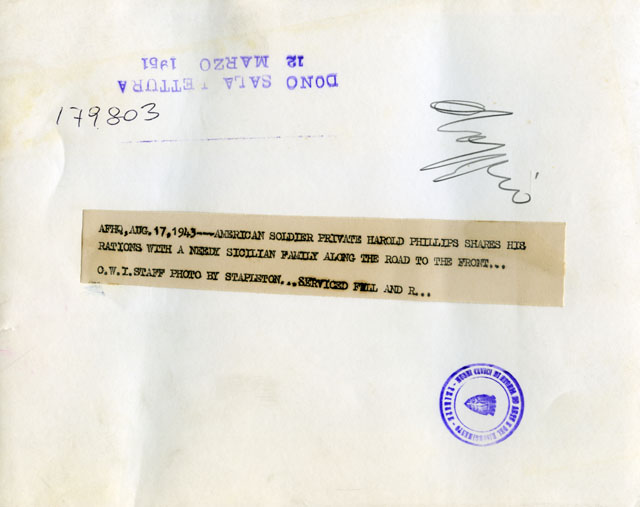 DONO SALA LETTURA
12 MARZO 1951
179803
AFHQ,AUG.17,1943---AMERICAN SOLDIER PRIVATE HAROLD PHILLIPS SHARES HIS
RATIONS WITH A NEEDY SICILIAN FAMILY ALONG THE ROAD TO THE FRONT...
O.W.I.STAFF PHOTO BY STAPLETON...SERVICED FULL AND R...